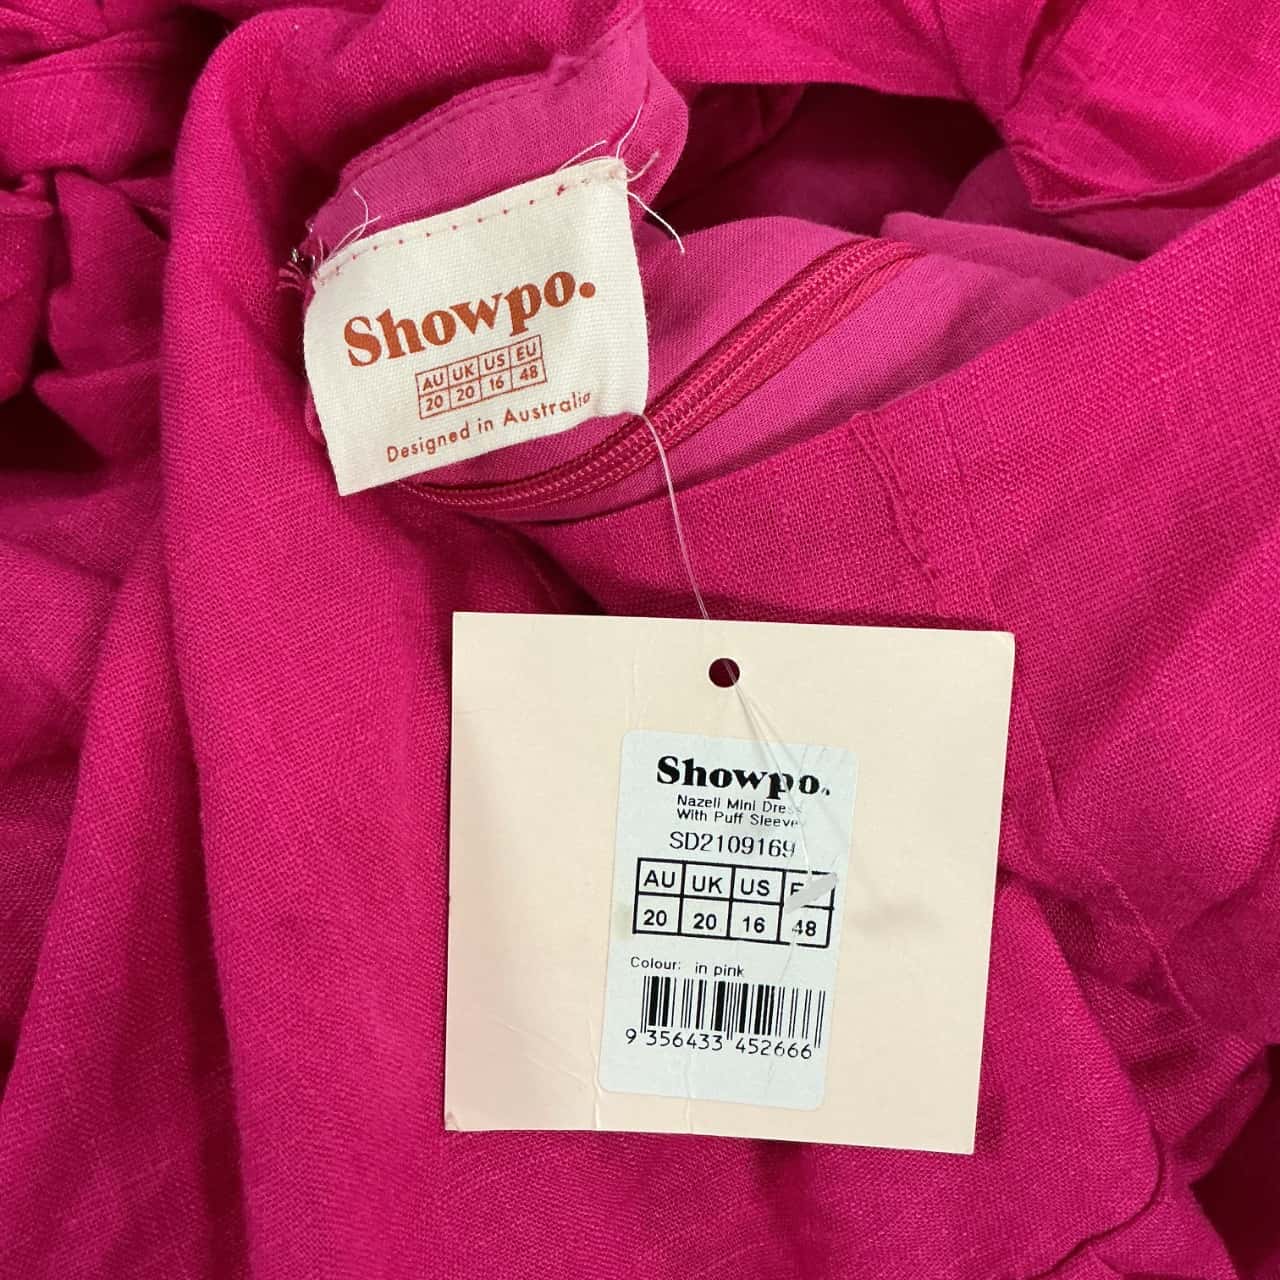 Showpo.
AU UK US EU
20 20 16 48
Designed in Australia
Showpo.
Nazeli Mini Dress
With Puff Sleeve
SD2109169
AU UK US
20 20 16 48
Colour: in pink
9 356433 452666